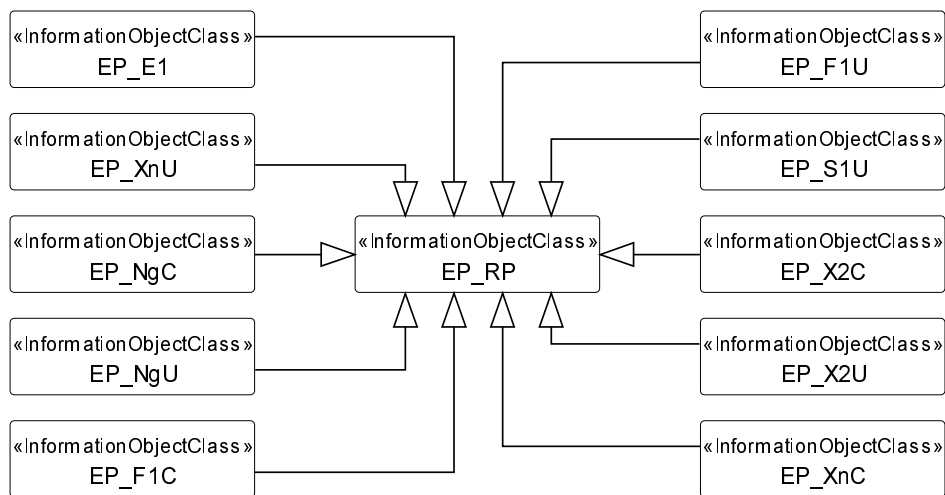 «InformationObjectClass»
EP_E1
«InformationObjectClass»
EP_XnU
«InformationObjectClass»
EP_NgC
«InformationObjectClass»
EP_NgU
«InformationObjectClass»
EP_F1C
«InformationObjectClass»
EP_RP
«InformationObjectClass»
EP_F1U
«InformationObjectClass»
EP_S1U
«InformationObjectClass»
EP_X2C
«InformationObjectClass»
EP_X2U
«InformationObjectClass»
EP_XnC